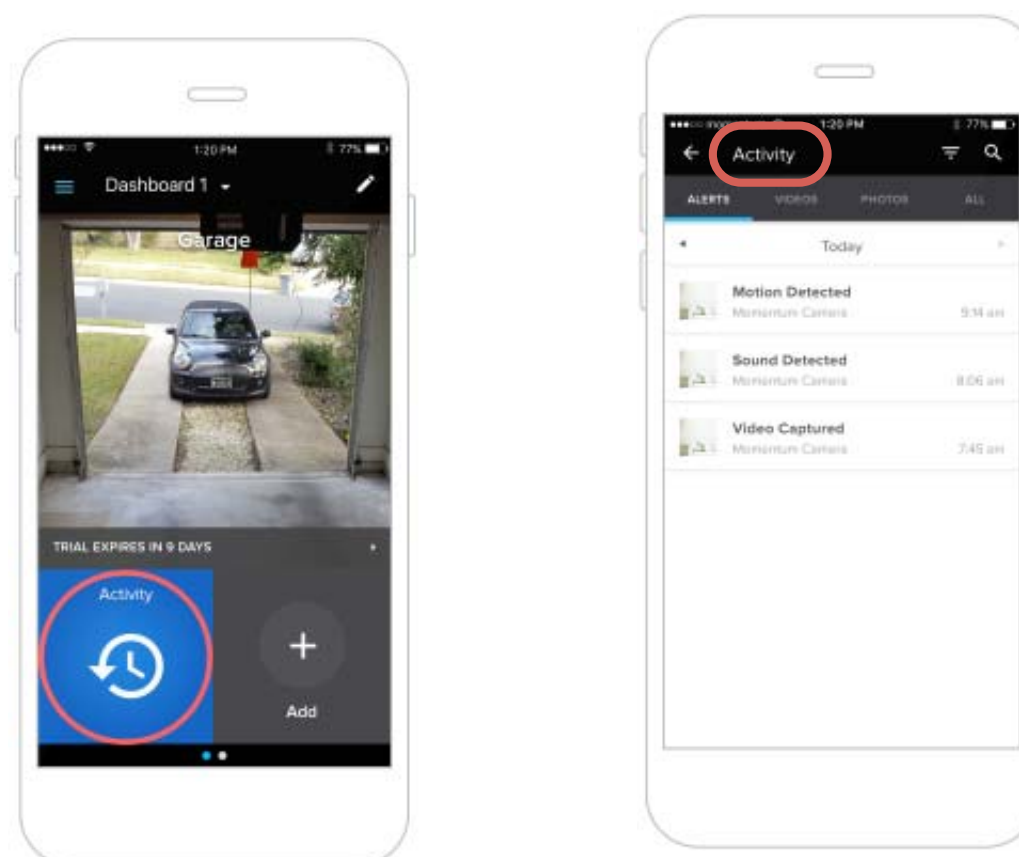 1:20 PM
77%
Dashboard 1
Garage
TRIAL EXPIRES IN 9 DAYS
Activity
Add
1:20 PM
77%
Activity
ALERTS VIDEOS PHOTOS ALL
Today
Motion Detected
Momentum Camera 9:14 am
Sound Detected
Momentum Camera 8:06 am
Video Captured
Momentum Camera 7:45 am